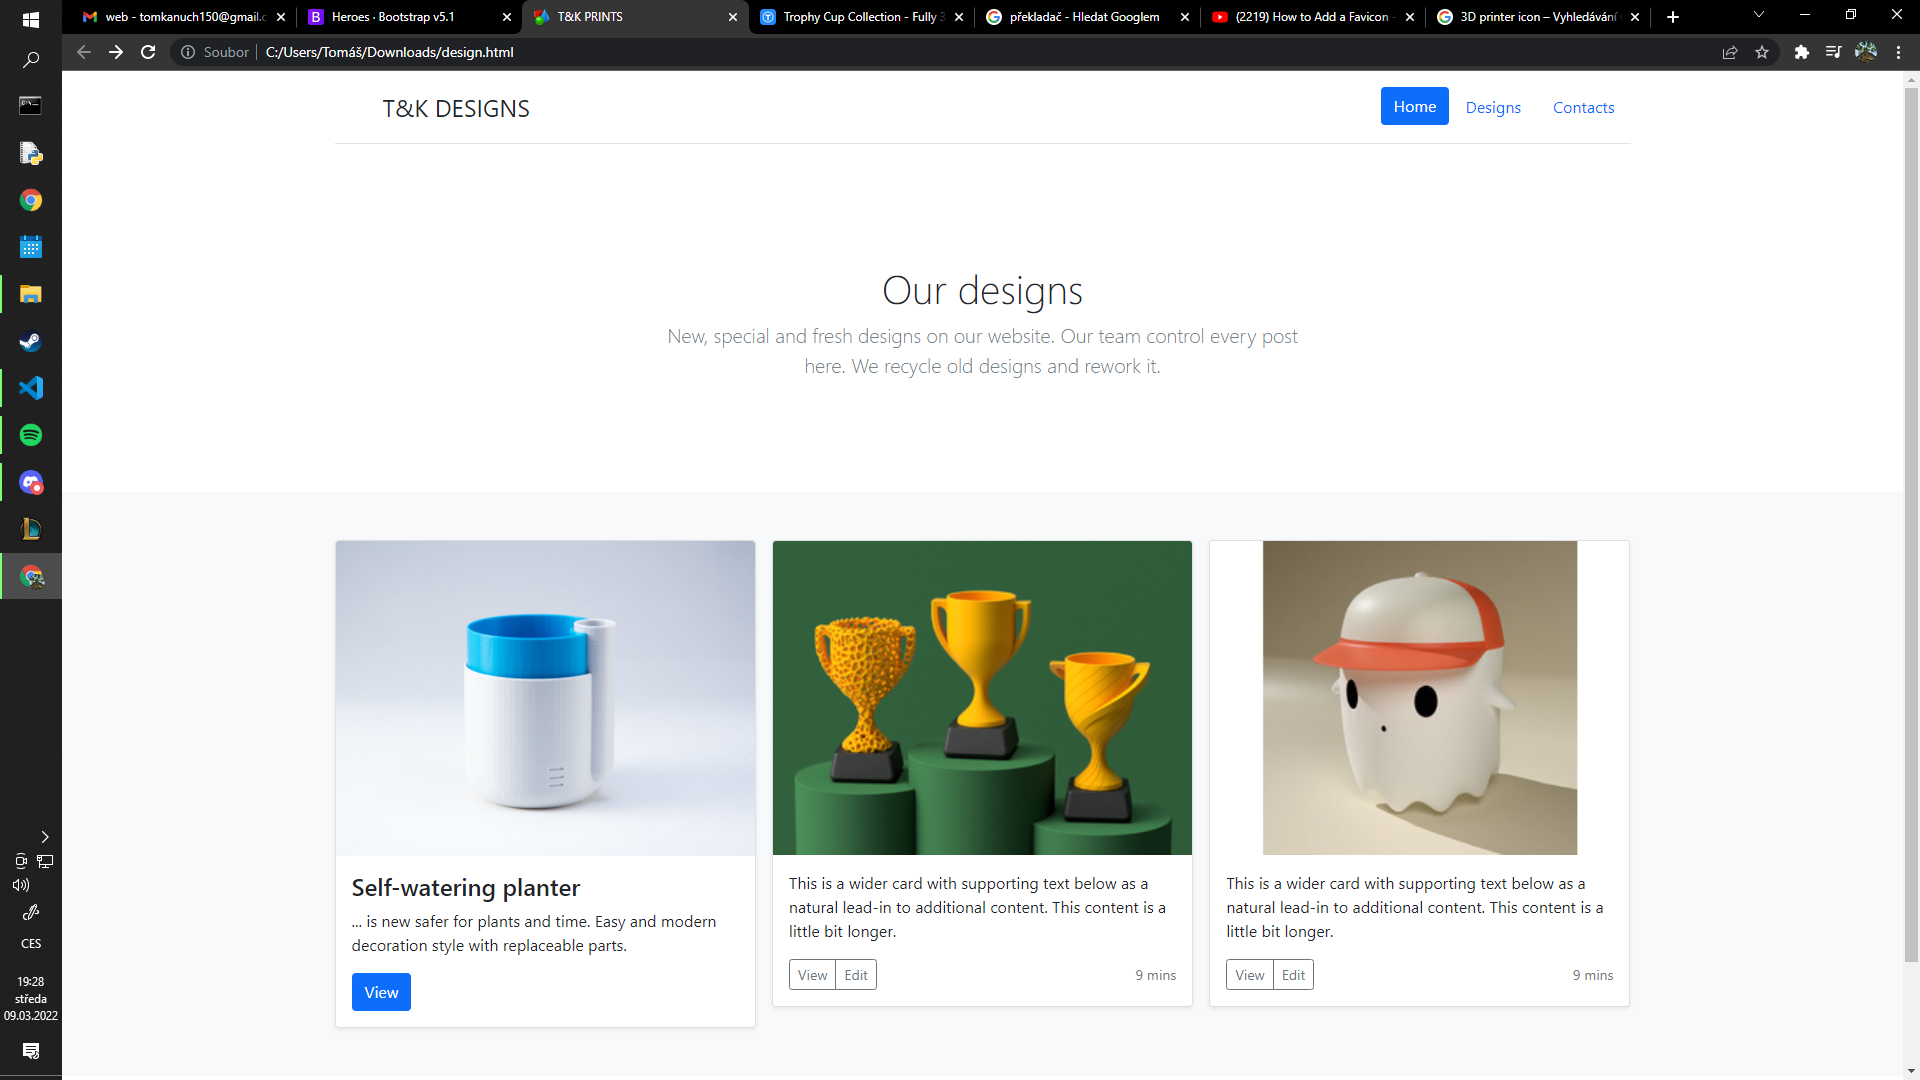 web - tomkanuch150@gmail.c
Heroes · Bootstrap v5.1
T&K PRINTS
Trophy Cup Collection - Fully 3
překladač - Hledat Googlem
(2219) How to Add a Favicon -
3D printer icon – Vyhledávání
Soubor
C:/Users/Tomáš/Downloads/design.html
T&K DESIGNS
Home
Designs
Contacts
Our designs
New, special and fresh designs on our website. Our team control every post
here. We recycle old designs and rework it.
Self-watering planter
... is new safer for plants and time. Easy and modern
decoration style with replaceable parts.
View
This is a wider card with supporting text below as a
natural lead-in to additional content. This content is a
little bit longer.
View
Edit
9 mins
This is a wider card with supporting text below as a
natural lead-in to additional content. This content is a
little bit longer.
View
Edit
9 mins
CES
19:28
středa
09.03.2022